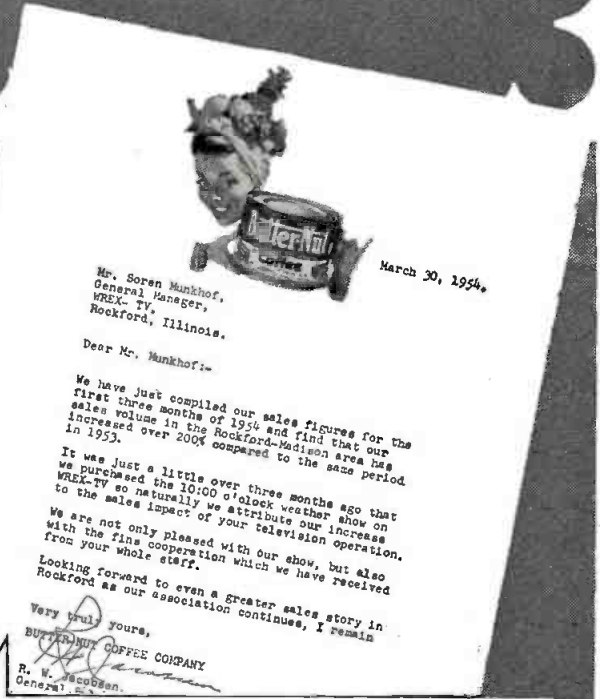 Butter-Nut
COFFEE
March 30, 1954.
Mr. Soren Munkhof,
General Manager,
WREX- TV,
Rockford, Illinois.
Dear Mr. Munkhof:-
We have just compiled our sales figures for the
first three months of 1954 and find that our
sales volume in the Rockford-Madison area has
increased over 200% compared to the same period
in 1953.
It was just a little over three months ago that
we purchased the 10:00 o'clock weather show on
WREX-TV so naturally we attribute our increase
to the sales impact of your television operation.
We are not only pleased with our show, but also
with the fine cooperation which we have received
from your whole staff.
Looking forward to even a greater sales story in
Rockford as our association continues, I remain
Very truly yours,
BUTTER-NUT COFFEE COMPANY
R. W. Jacobsen.
General